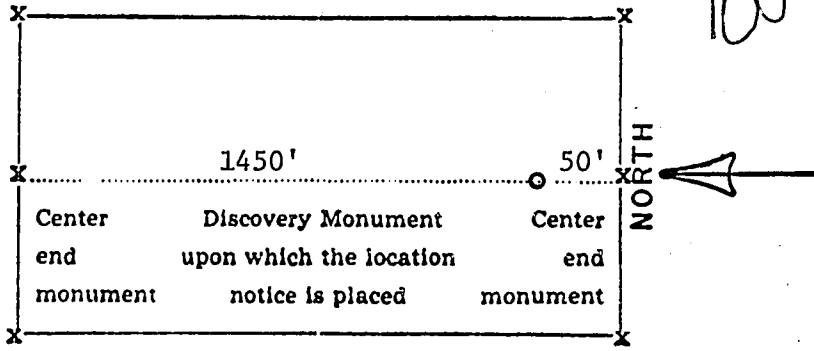 1450' 50'
NORTH
Center Discovery Monument Center
end upon which the location end
monument notice is placed monument